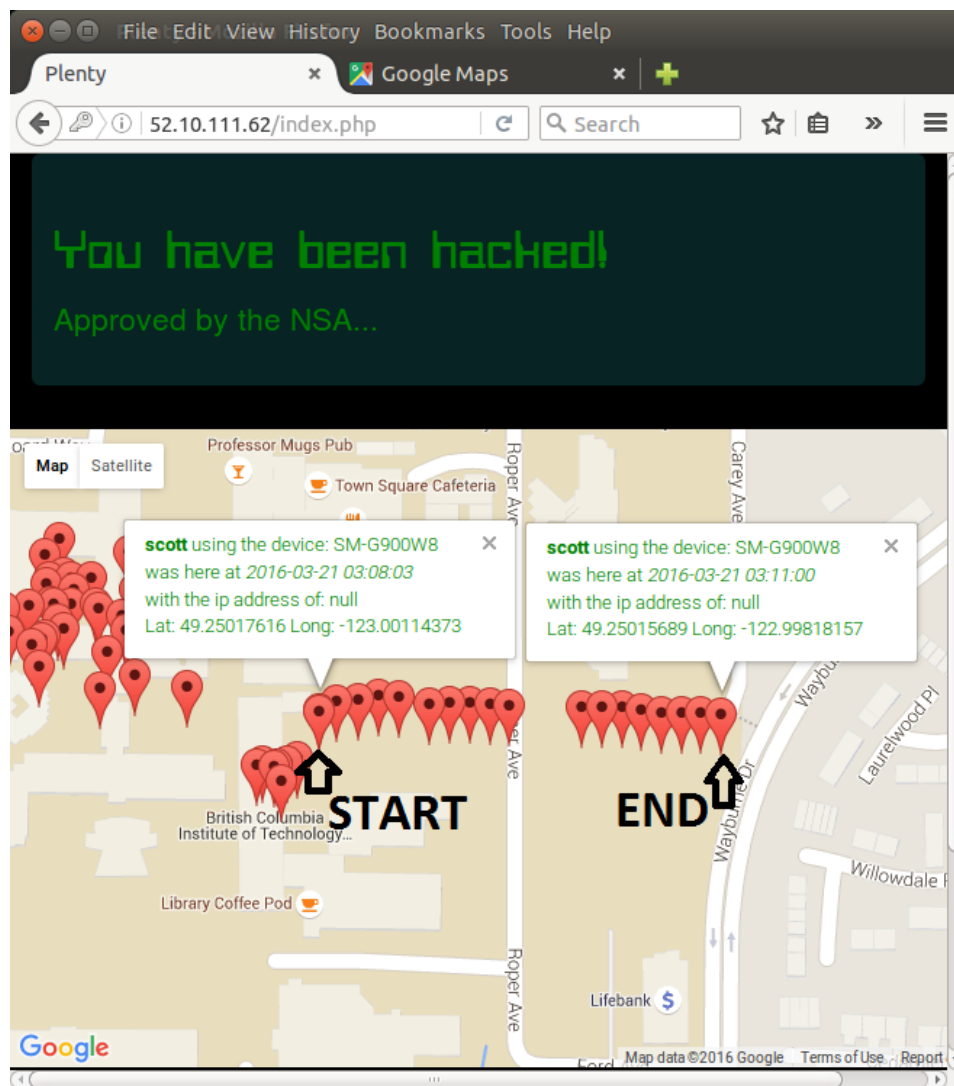 File Edit View History Bookmarks Tools Help
Plenty
Google Maps
52.10.111.62/index.php
Search
You have been hacked!
Approved by the NSA...
Map Satellite
Professor Mugs Pub
Town Square Cafeteria
Roper Ave
Carey Ave
scott using the device: SM-G900W8
was here at 2016-03-21 03:08:03
with the ip address of: null
Lat: 49.25017616 Long: -123.00114373
scott using the device: SM-G900W8
was here at 2016-03-21 03:11:00
with the ip address of: null
Lat: 49.25015689 Long: -122.99818157
Laurelwood Pl
START
END
British Columbia
Institute of Technology...
Wayburne Dr
Willowdale
Library Coffee Pod
Roper Ave
Lifebank
Google
Map data ©2016 Google Terms of Use Report